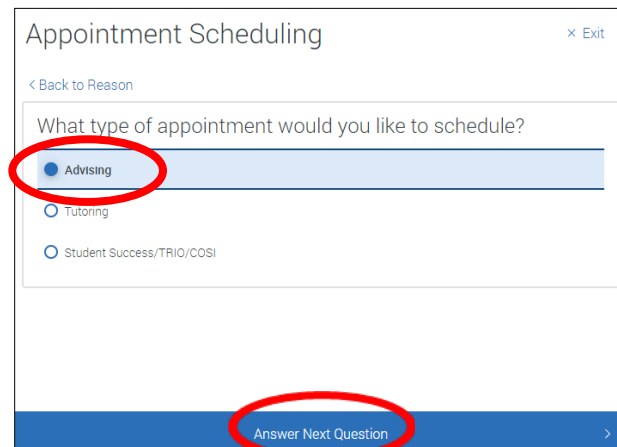 Appointment Scheduling
× Exit
< Back to Reason
What type of appointment would you like to schedule?
Advising
Tutoring
Student Success/TRIO/COSI
Answer Next Question >